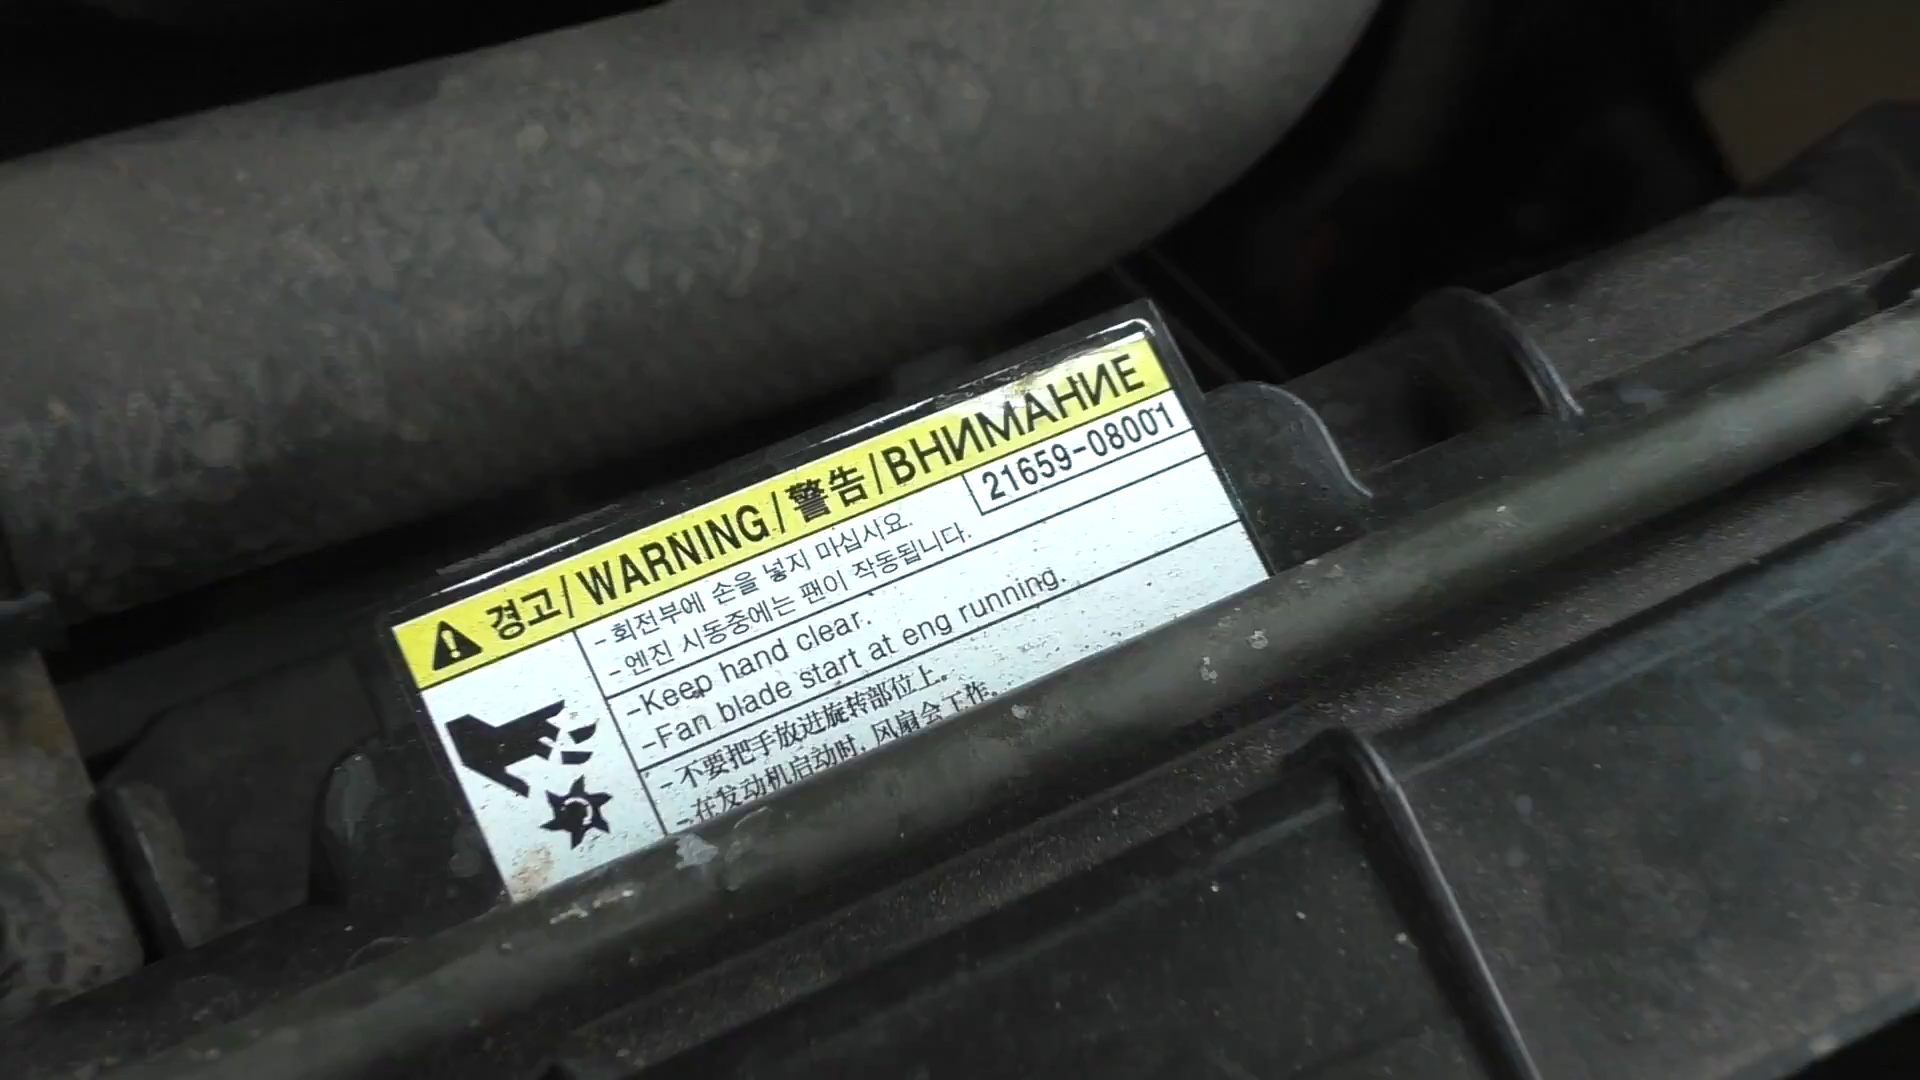 경고/WARNING/警告/ВНИМАНИЕ
21659-08001
-회전부에 손을 넣지 마십시요.
-엔진 시동중에는 팬이 작동됩니다.
-Keep hand clear.
-Fan blade start at eng running.
-不要把手放进旋转部位上。
-在发动机启动时, 风扇会工作。